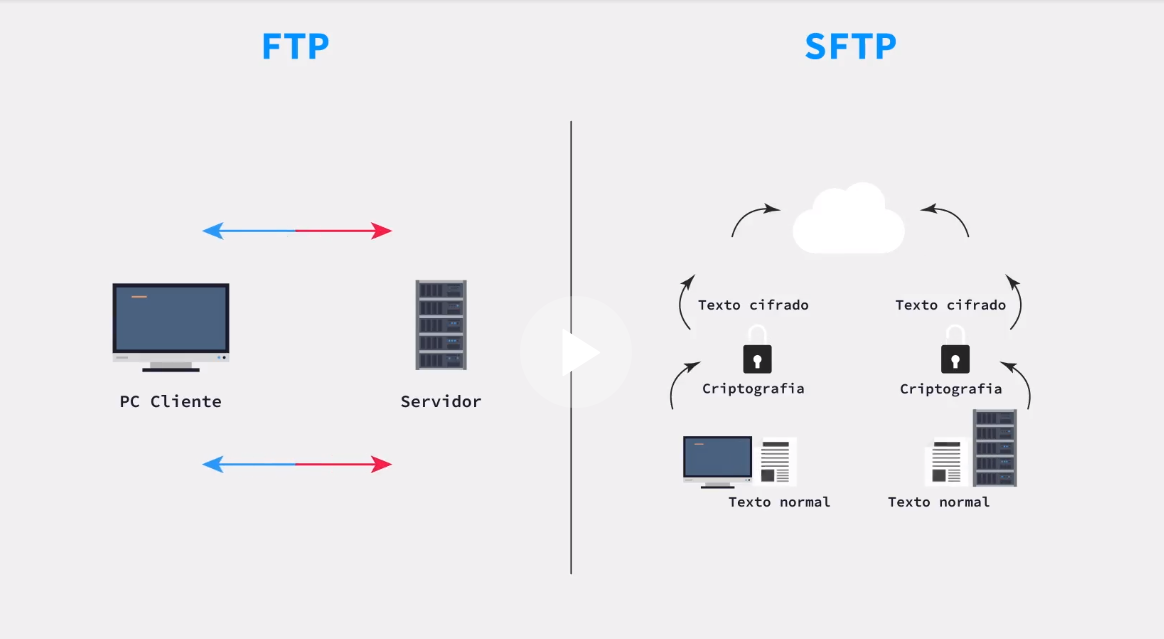 FTP
SFTP
PC Cliente
Servidor
Texto cifrado
Texto cifrado
Criptografia
Criptografia
Texto normal
Texto normal